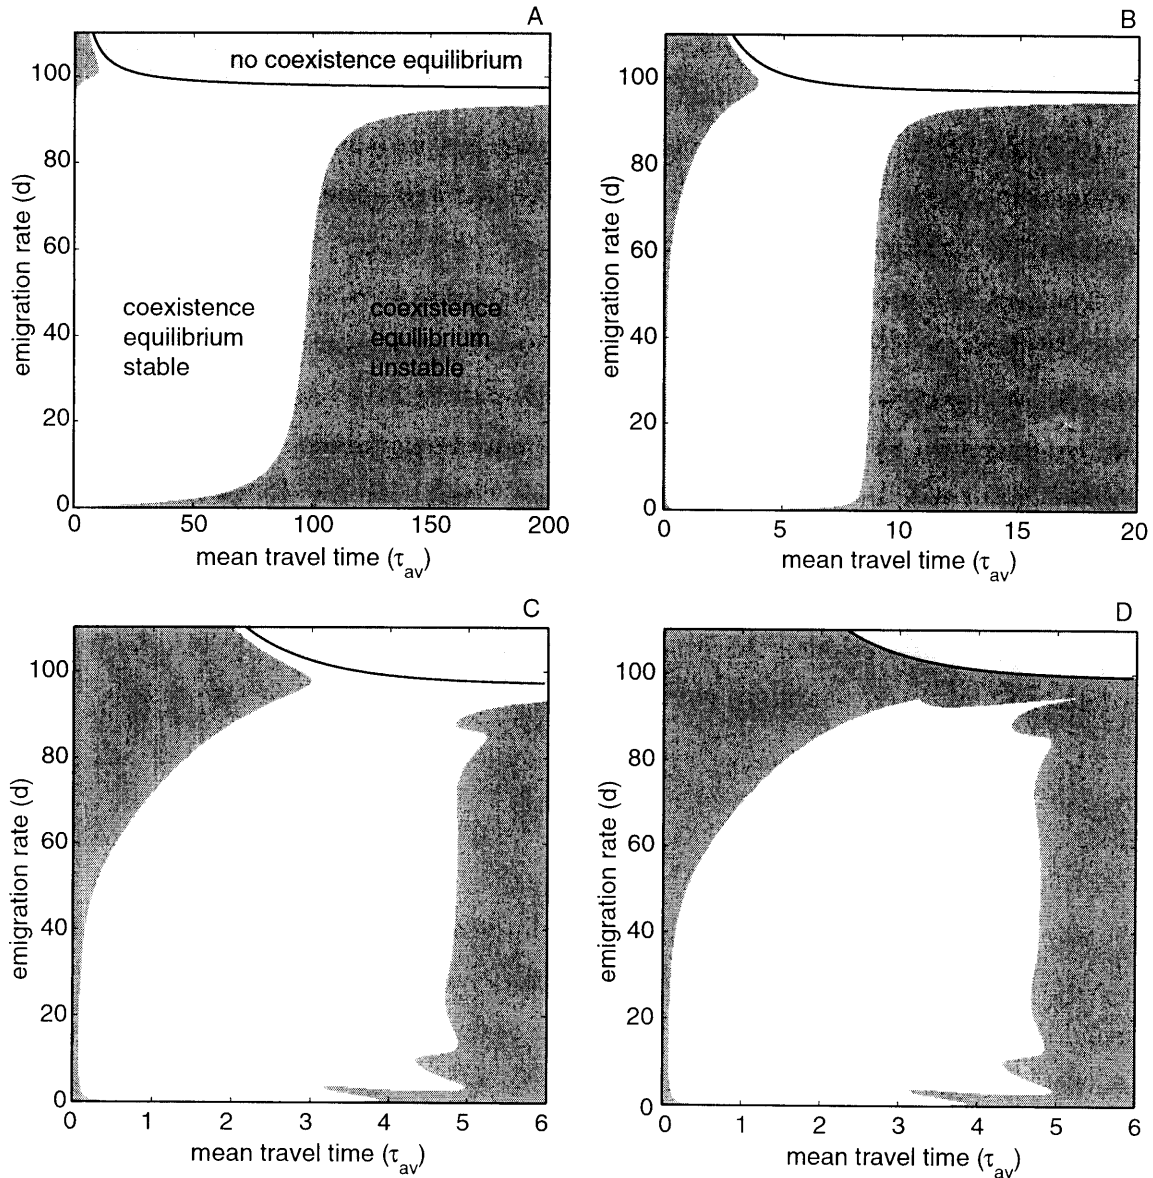 A
no coexistence equilibrium
100
80
60
40
20
0
emigration rate (d)
coexistence
equilibrium
stable
coexistence
equilibrium
unstable
0 50 100 150 200
mean travel time (τav)
B
100
80
60
40
20
0
emigration rate (d)
0 5 10 15 20
mean travel time (τav)
C
100
80
60
40
20
0
emigration rate (d)
0 1 2 3 4 5 6
mean travel time (τav)
D
100
80
60
40
20
0
emigration rate (d)
0 1 2 3 4 5 6
mean travel time (τav)